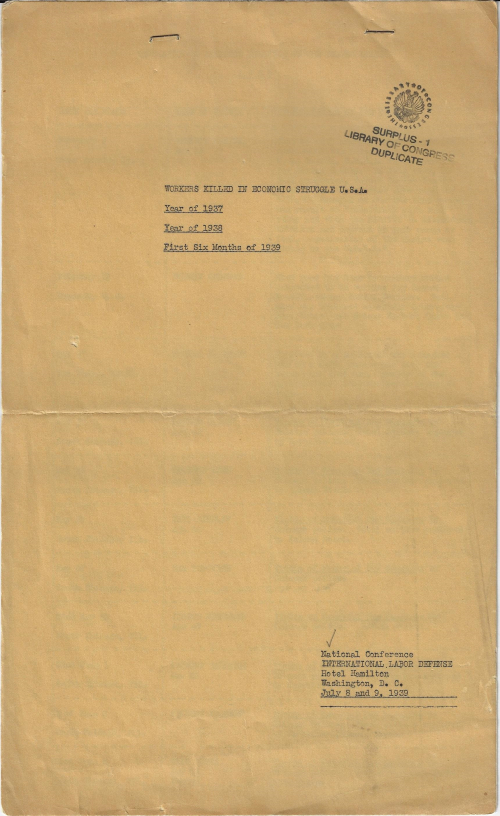 SURPLUS - 1
LIBRARY OF CONGRESS
DUPLICATE
WORKERS KILLED IN ECONOMIC STRUGGLE U.S.A.
Year of 1937
Year of 1938
First Six Months of 1939
National Conference
INTERNATIONAL LABOR DEFENSE
Hotel Hamilton
Washington, D. C.
July 8 and 9, 1939